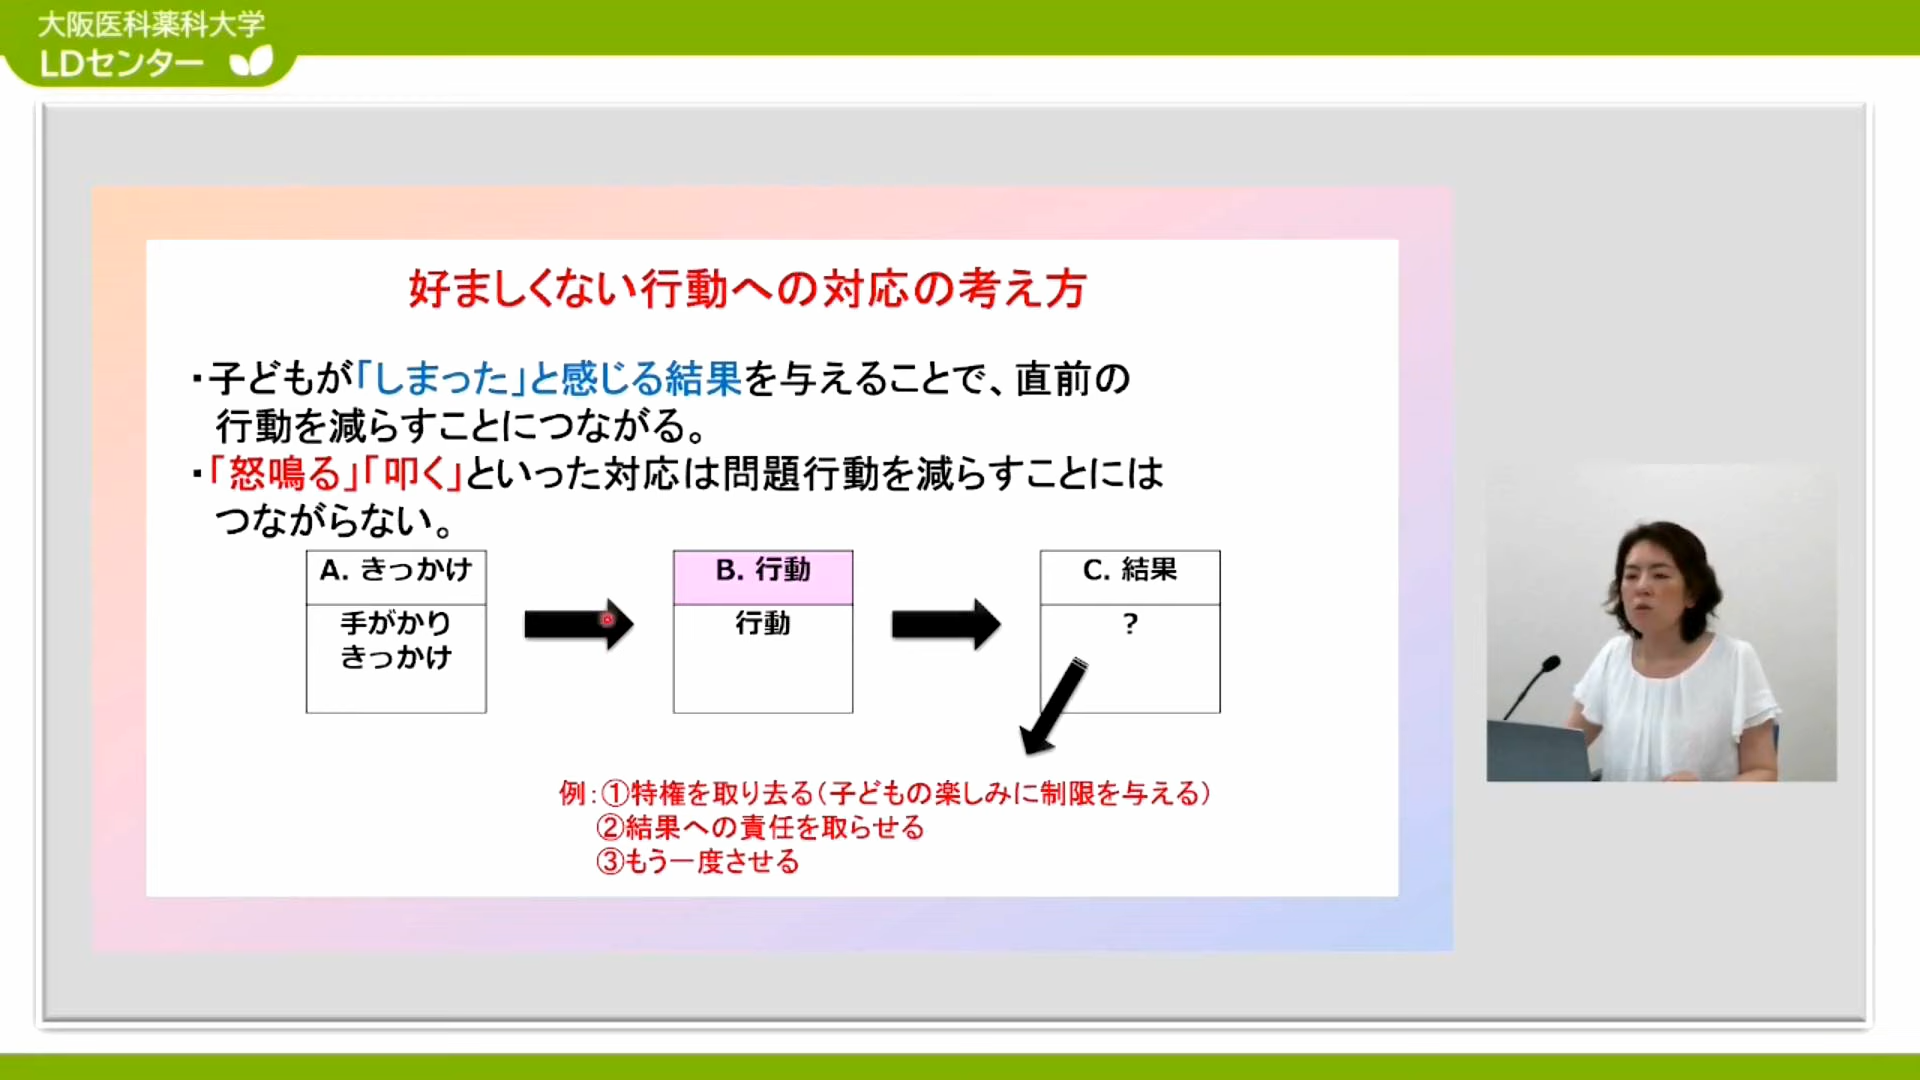 大阪医科薬科大学
LDセンター
好ましくない行動への対応の考え方
・子どもが「しまった」と感じる結果を与えることで、直前の
行動を減らすことにつながる。
・「怒鳴る」「叩く」といった対応は問題行動を減らすことには
つながらない。
A. きっかけ
手がかり
きっかけ
B. 行動
行動
C. 結果
?
例：①特権を取り去る（子どもの楽しみに制限を与える）
②結果への責任を取らせる
③もう一度させる